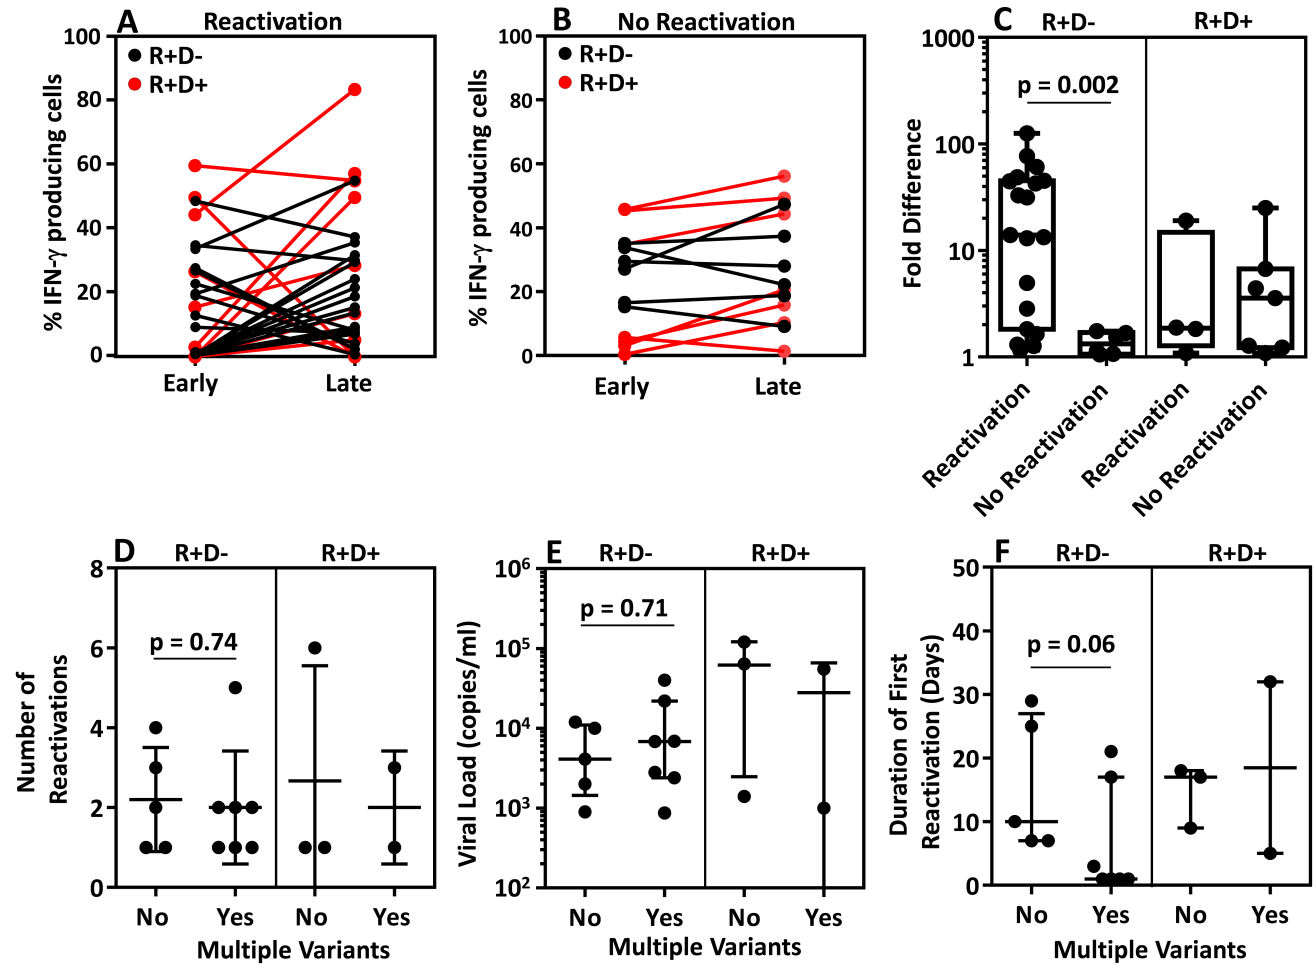 A
Reactivation
100
80
60
40
20
0
% IFN-γ producing cells
R+D-
R+D+
Early
Late
B
No Reactivation
100
80
60
40
20
0
% IFN-γ producing cells
R+D-
R+D+
Early
Late
C
R+D-
R+D+
1000
100
10
1
Fold Difference
p = 0.002
Reactivation
No Reactivation
Reactivation
No Reactivation
D
R+D-
R+D+
8
6
4
2
0
Number of
Reactivations
p = 0.74
No
Yes
No
Yes
Multiple Variants
E
R+D-
R+D+
10⁶
10⁵
10⁴
10³
10²
Viral Load (copies/ml)
p = 0.71
No
Yes
No
Yes
Multiple Variants
F
R+D-
R+D+
50
40
30
20
10
0
Duration of First
Reactivation (Days)
p = 0.06
No
Yes
No
Yes
Multiple Variants